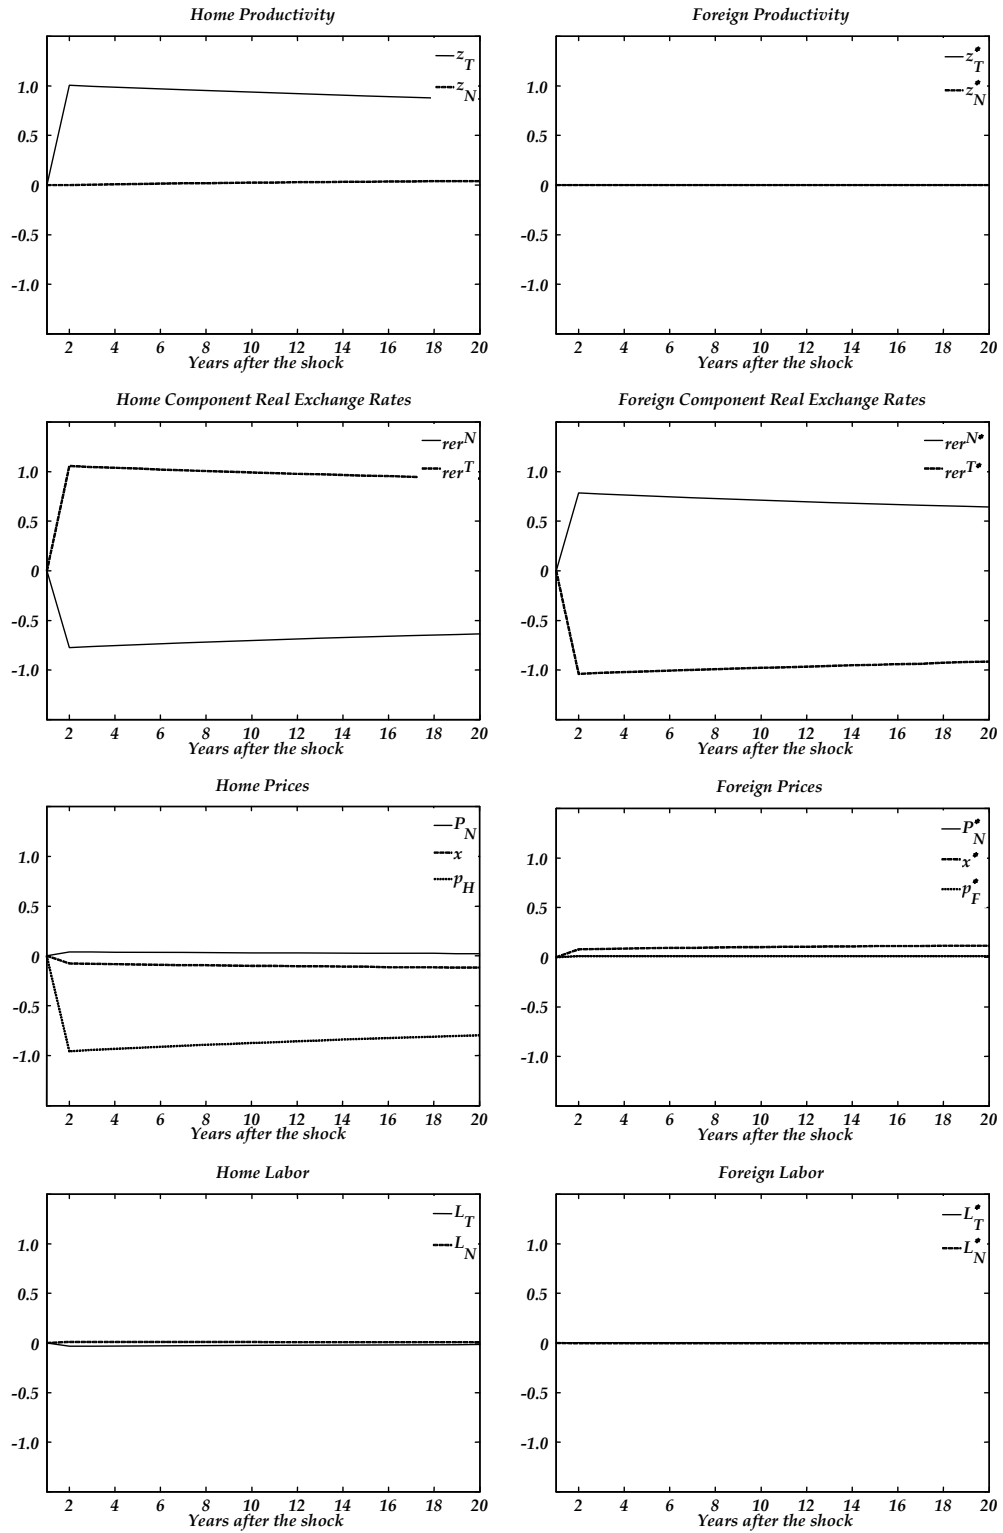 Home Productivity
z_T
z_N
1.0
0.5
0
-0.5
-1.0
2 4 6 8 10 12 14 16 18 20
Years after the shock
Foreign Productivity
z*_T
z*_N
1.0
0.5
0
-0.5
-1.0
2 4 6 8 10 12 14 16 18 20
Years after the shock
Home Component Real Exchange Rates
rer^N
rer^T
1.0
0.5
0
-0.5
-1.0
2 4 6 8 10 12 14 16 18 20
Years after the shock
Foreign Component Real Exchange Rates
rer^N*
rer^T*
1.0
0.5
0
-0.5
-1.0
2 4 6 8 10 12 14 16 18 20
Years after the shock
Home Prices
P_N
x
p_H
1.0
0.5
0
-0.5
-1.0
2 4 6 8 10 12 14 16 18 20
Years after the shock
Foreign Prices
P*_N
x*
p*_F
1.0
0.5
0
-0.5
-1.0
2 4 6 8 10 12 14 16 18 20
Years after the shock
Home Labor
L_T
L_N
1.0
0.5
0
-0.5
-1.0
2 4 6 8 10 12 14 16 18 20
Years after the shock
Foreign Labor
L*_T
L*_N
1.0
0.5
0
-0.5
-1.0
2 4 6 8 10 12 14 16 18 20
Years after the shock